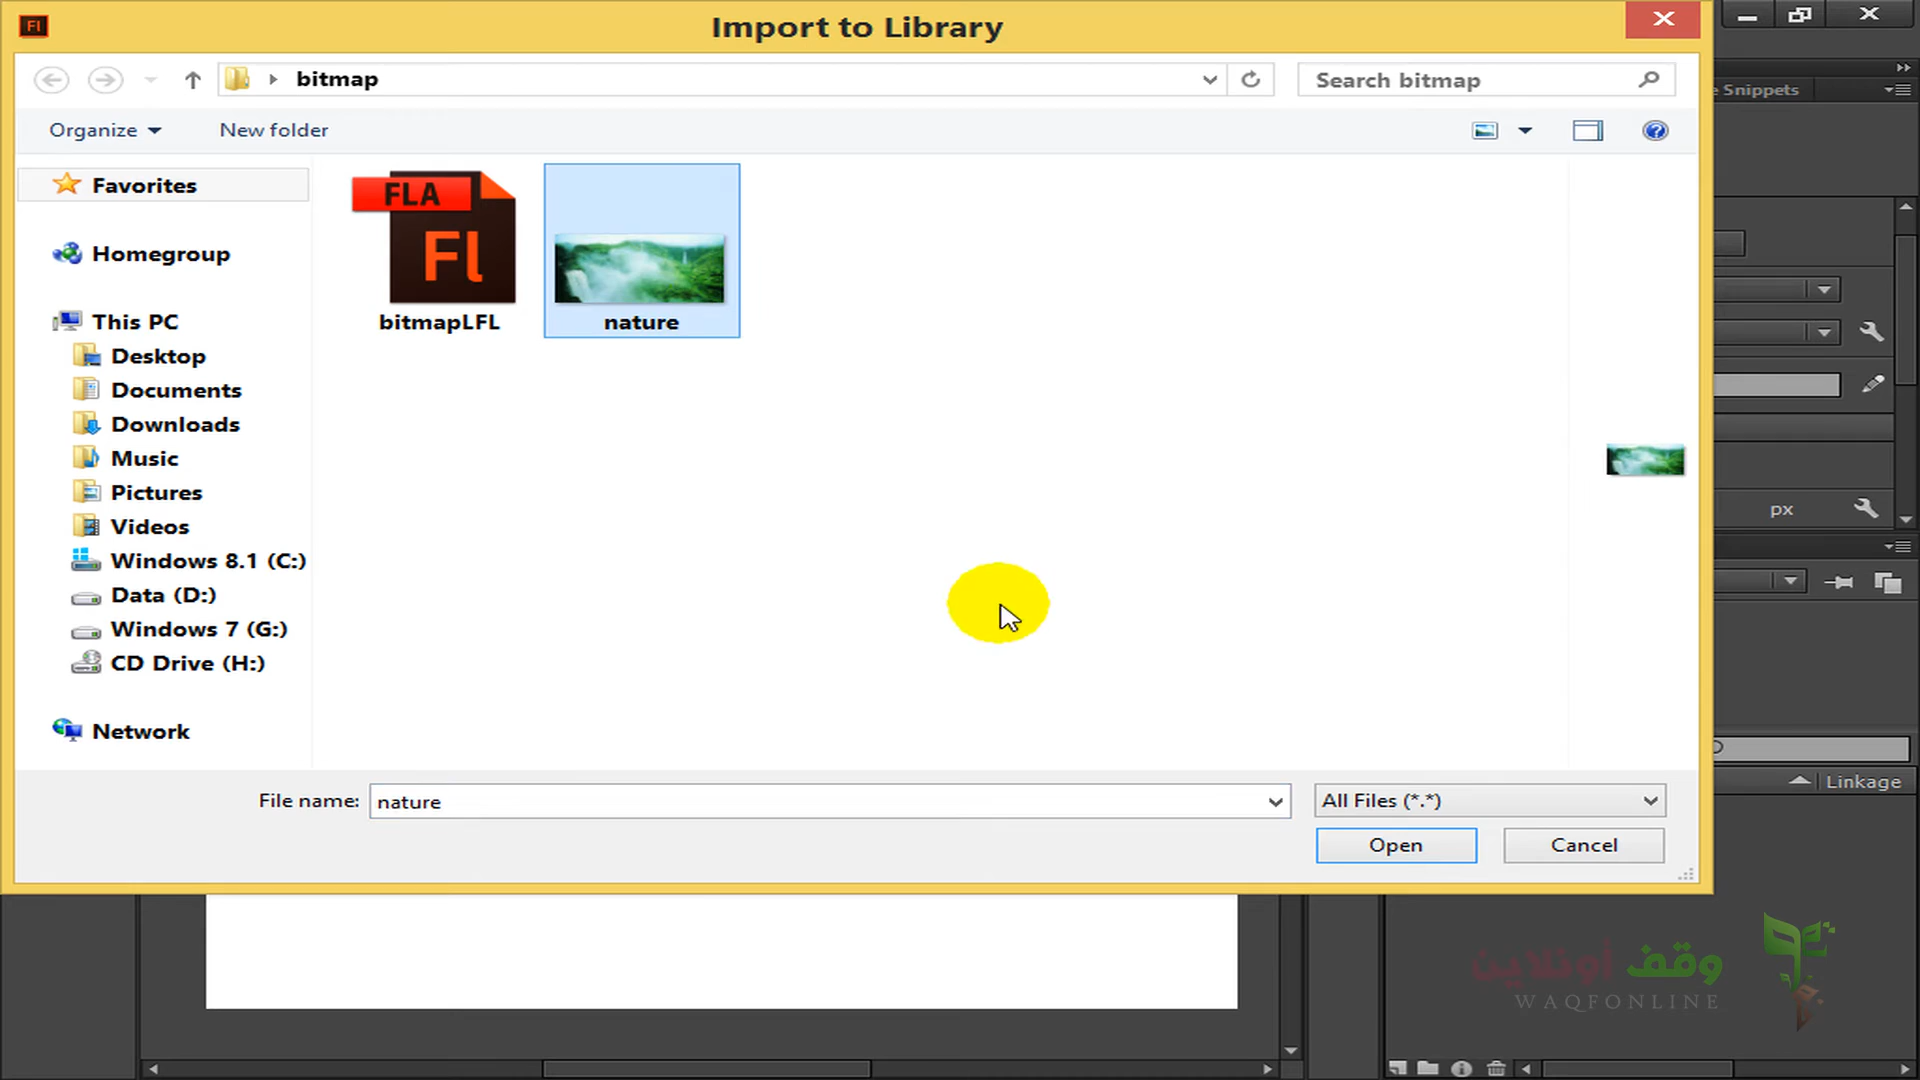 Fl
Import to Library
bitmap
Search bitmap
Snippets
Organize
New folder
Favorites
Homegroup
This PC
Desktop
Documents
Downloads
Music
Pictures
Videos
Windows 8.1 (C:)
Data (D:)
Windows 7 (G:)
CD Drive (H:)
Network
FLA
Fl
bitmapLFL
nature
px
Linkage
File name:
nature
All Files (*.*)
Open
Cancel
وقف أونلاين
WAQFONLINE